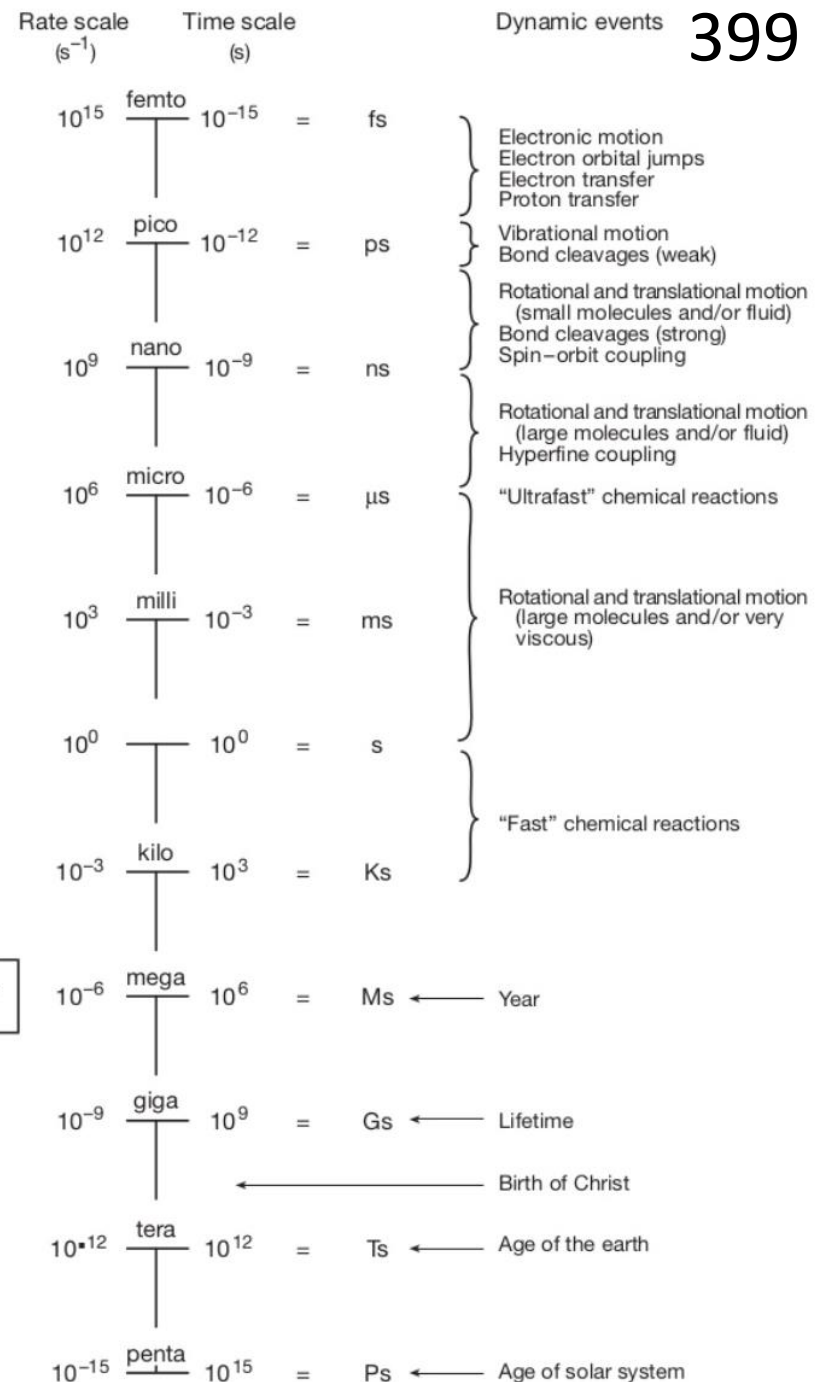 Rate scale Time scale Dynamic events 399
(s⁻¹) (s)
femto
10¹⁵ 10⁻¹⁵ = fs
Electronic motion
Electron orbital jumps
Electron transfer
Proton transfer
pico
10¹² 10⁻¹² = ps
Vibrational motion
Bond cleavages (weak)
Rotational and translational motion
(small molecules and/or fluid)
Bond cleavages (strong)
Spin–orbit coupling
nano
10⁹ 10⁻⁹ = ns
Rotational and translational motion
(large molecules and/or fluid)
Hyperfine coupling
micro
10⁶ 10⁻⁶ = μs “Ultrafast” chemical reactions
milli
10³ 10⁻³ = ms
Rotational and translational motion
(large molecules and/or very
viscous)
10⁰ 10⁰ = s
“Fast” chemical reactions
kilo
10⁻³ 10³ = Ks
mega
10⁻⁶ 10⁶ = Ms Year
giga
10⁻⁹ 10⁹ = Gs Lifetime
Birth of Christ
tera
10▪¹² 10¹² = Ts Age of the earth
penta
10⁻¹⁵ 10¹⁵ = Ps Age of solar system